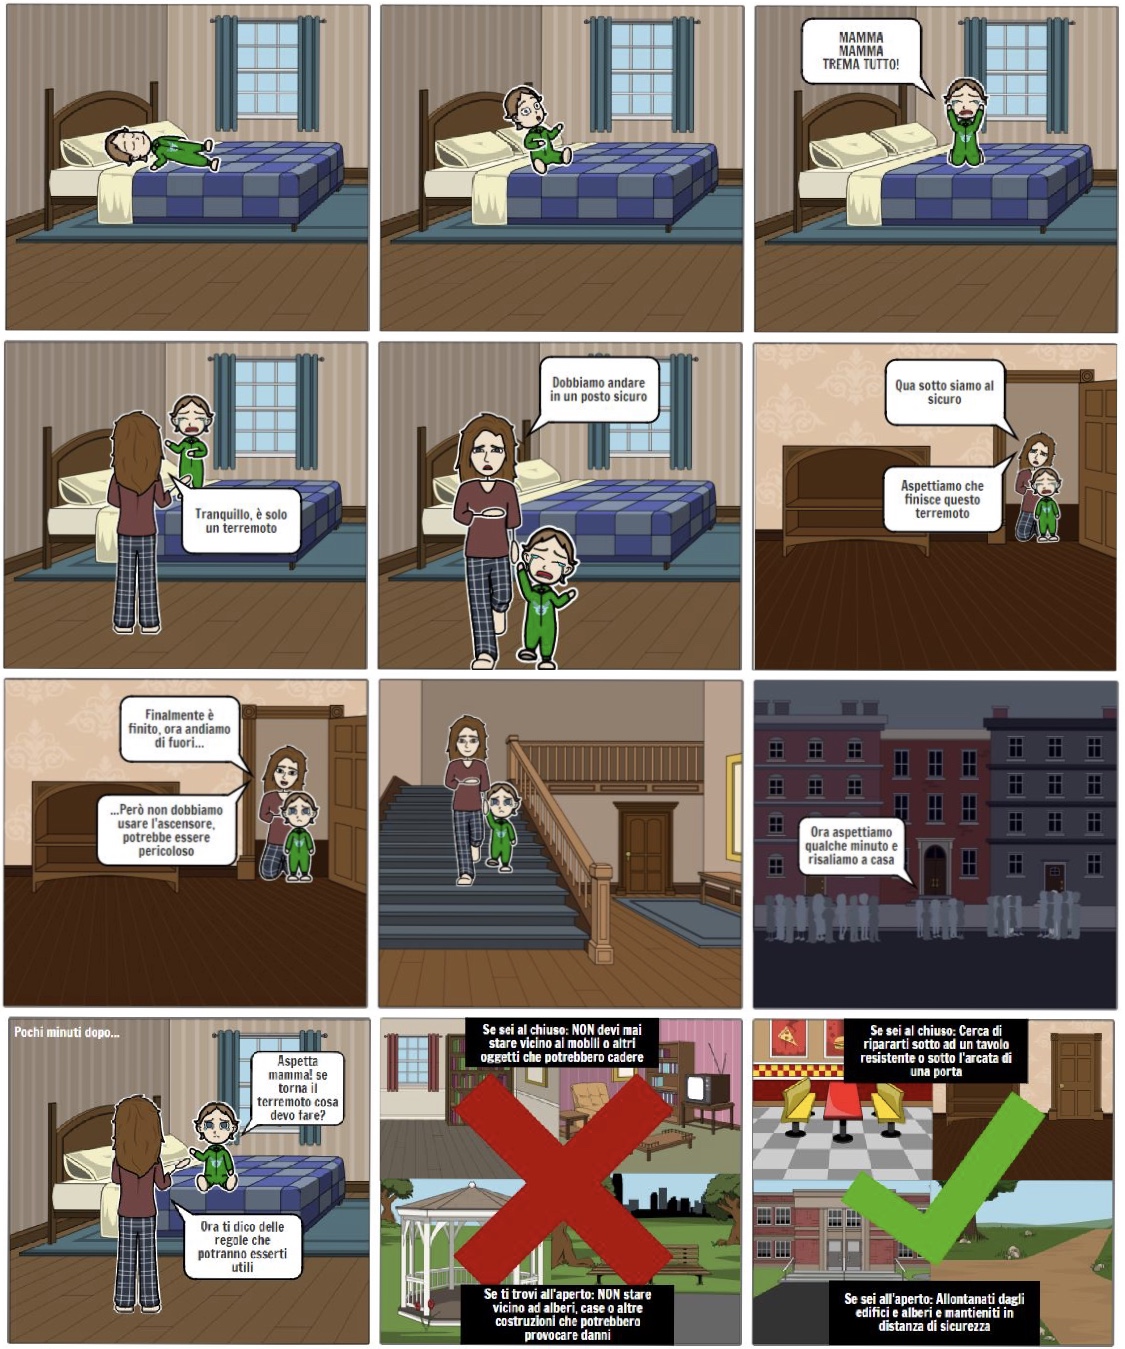 MAMMA
MAMMA
TREMA TUTTO!
Tranquillo, è solo
un terremoto
Dobbiamo andare
in un posto sicuro
Qua sotto siamo al
sicuro
Aspettiamo che
finisce questo
terremoto
Finalmente è
finito, ora andiamo
di fuori...
...Però non dobbiamo
usare l'ascensore,
potrebbe essere
pericoloso
Ora aspettiamo
qualche minuto e
risaliamo a casa
Pochi minuti dopo...
Aspetta
mamma! se
torna il
terremoto cosa
devo fare?
Ora ti dico delle
regole che
potranno esserti
utili
Se sei al chiuso: NON devi mai
stare vicino ai mobili o altri
oggetti che potrebbero cadere
Se ti trovi all'aperto: NON stare
vicino ad alberi, case o altre
costruzioni che potrebbero
provocare danni
Se sei al chiuso: Cerca di
ripararti sotto ad un tavolo
resistente o sotto l'arcata di
una porta
Se sei all'aperto: Allontanati dagli
edifici e alberi e mantieniti in
distanza di sicurezza